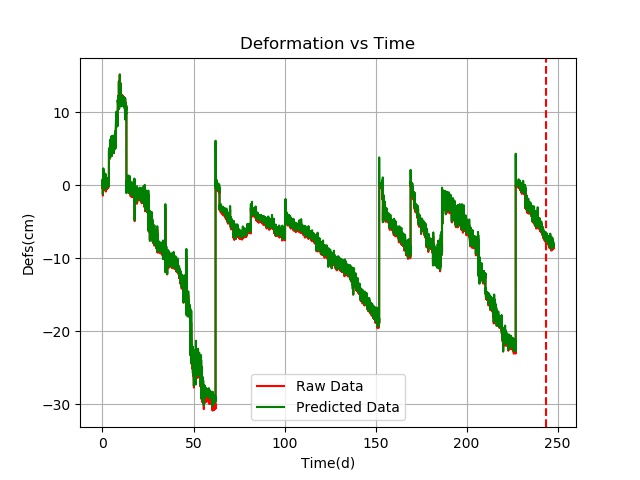 Deformation vs Time
Defs(cm)
10
0
−10
−20
−30
Raw Data
Predicted Data
0 50 100 150 200 250
Time(d)